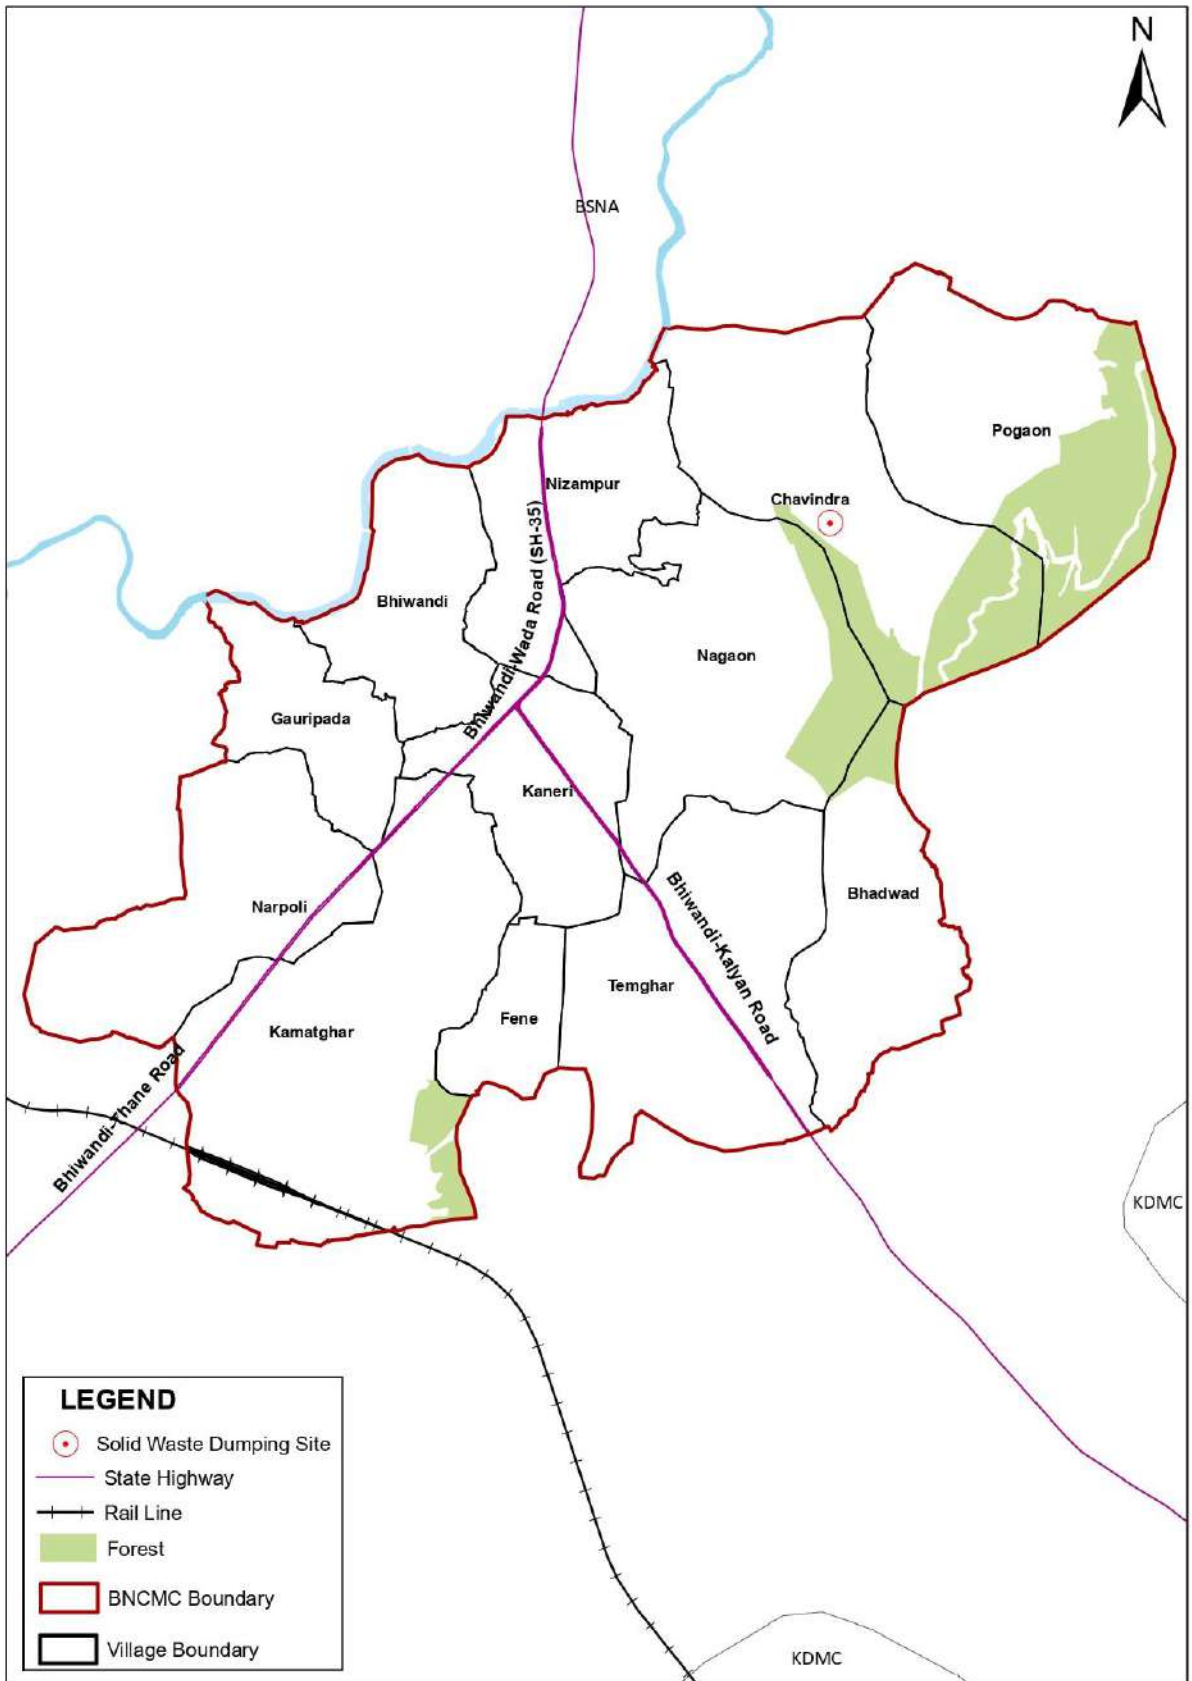 N
BSNA
Pogaon
Nizampur
Chavindra
Bhiwandi-Wada Road (SH-35)
Bhiwandi
Nagaon
Gauripada
Kaneri
Bhadwad
Narpoli
Bhiwandi-Kalyan Road
Temghar
Fene
Kamatghar
Bhiwandi-Thane Road
KDMC
LEGEND
Solid Waste Dumping Site
State Highway
Rail Line
Forest
BNCMC Boundary
Village Boundary
KDMC